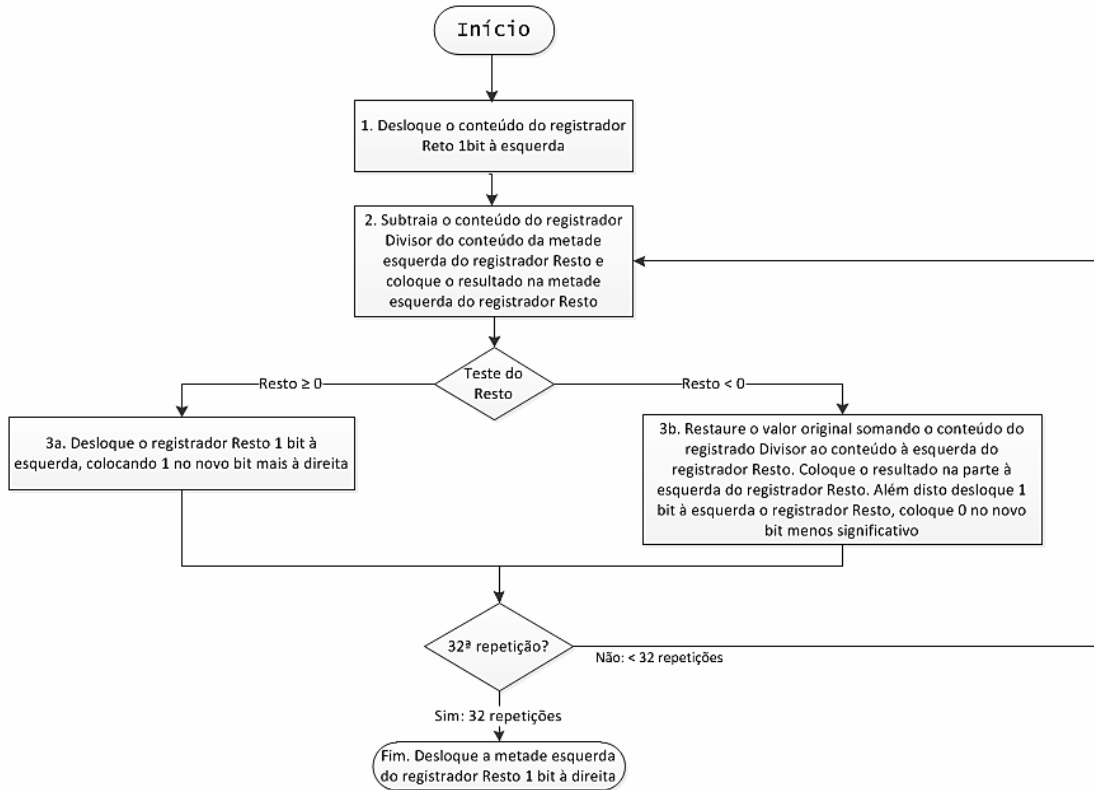 Início
1. Desloque o conteúdo do registrador
Reto 1bit à esquerda
2. Subtraia o conteúdo do registrador
Divisor do conteúdo da metade
esquerda do registrador Resto e
coloque o resultado na metade
esquerda do registrador Resto
Teste do
Resto
Resto ≥ 0
Resto < 0
3a. Desloque o registrador Resto 1 bit à
esquerda, colocando 1 no novo bit mais à direita
3b. Restaure o valor original somando o conteúdo do
registrado Divisor ao conteúdo à esquerda do
registrador Resto. Coloque o resultado na parte à
esquerda do registrador Resto. Além disto desloque 1
bit à esquerda o registrador Resto, coloque 0 no novo
bit menos significativo
32ª repetição?
Não: < 32 repetições
Sim: 32 repetições
Fim. Desloque a metade esquerda
do registrador Resto 1 bit à direita